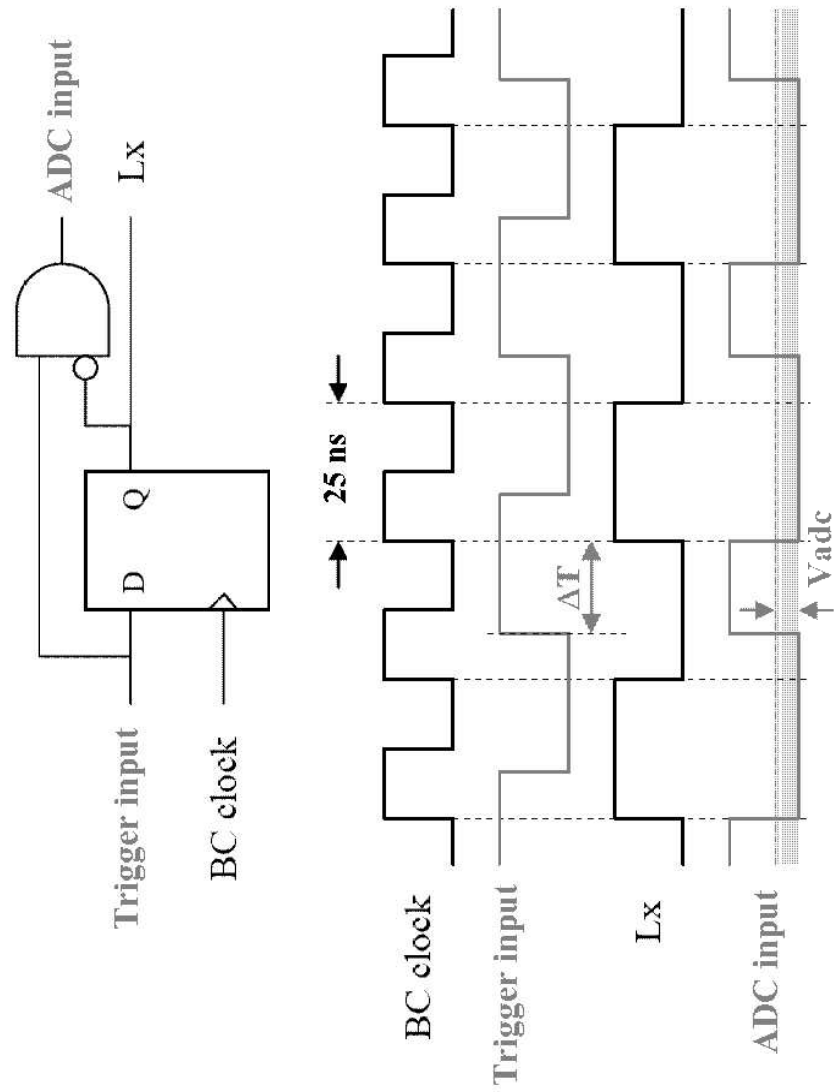 Trigger input
BC clock
D
Q
ADC input
Lx
BC clock
25 ns
Trigger input
ΔT
Lx
ADC input
Vadc